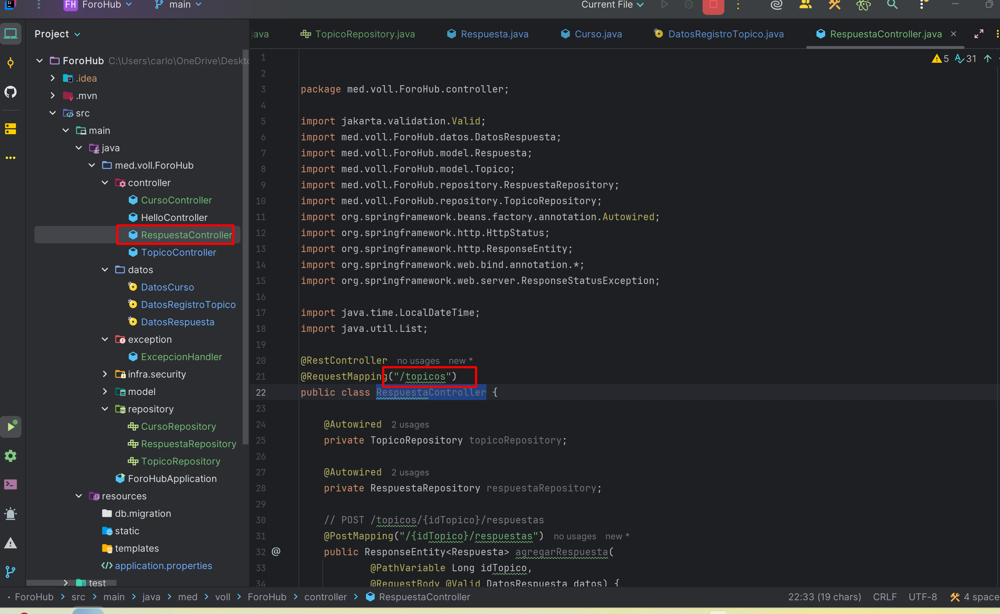 FH ForoHub main Current File
Project
java TopicoRepository.java Respuesta.java Curso.java DatosRegistroTopico.java RespuestaController.java
5 31
ForoHub C:\Users\carlo\OneDrive\Deskto
.idea
.mvn
src
main
java
med.voll.ForoHub
controller
CursoController
HelloController
RespuestaController
TopicoController
datos
DatosCurso
DatosRegistroTopico
DatosRespuesta
exception
ExcepcionHandler
infra.security
model
repository
CursoRepository
RespuestaRepository
TopicoRepository
ForoHubApplication
resources
db.migration
static
templates
application.properties
test
1
2
3 package med.voll.ForoHub.controller;
4
5 import jakarta.validation.Valid;
6 import med.voll.ForoHub.datos.DatosRespuesta;
7 import med.voll.ForoHub.model.Respuesta;
8 import med.voll.ForoHub.model.Topico;
9 import med.voll.ForoHub.repository.RespuestaRepository;
10 import med.voll.ForoHub.repository.TopicoRepository;
11 import org.springframework.beans.factory.annotation.Autowired;
12 import org.springframework.http.HttpStatus;
13 import org.springframework.http.ResponseEntity;
14 import org.springframework.web.bind.annotation.*;
15 import org.springframework.web.server.ResponseStatusException;
16
17 import java.time.LocalDateTime;
18 import java.util.List;
19
20 @RestController no usages new *
21 @RequestMapping("/topicos")
22 public class RespuestaController {
23
24 @Autowired 2 usages
25 private TopicoRepository topicoRepository;
26
27 @Autowired 2 usages
28 private RespuestaRepository respuestaRepository;
29
30 // POST /topicos/{idTopico}/respuestas
31 @PostMapping("/{idTopico}/respuestas") no usages new *
32 @ public ResponseEntity<Respuesta> agregarRespuesta(
33 @PathVariable Long idTopico,
34 @RequestBody @Valid DatosRespuesta datos) {
ForoHub > src > main > java > med > voll > ForoHub > controller > RespuestaController 22:33 (19 chars) CRLF UTF-8 4 space